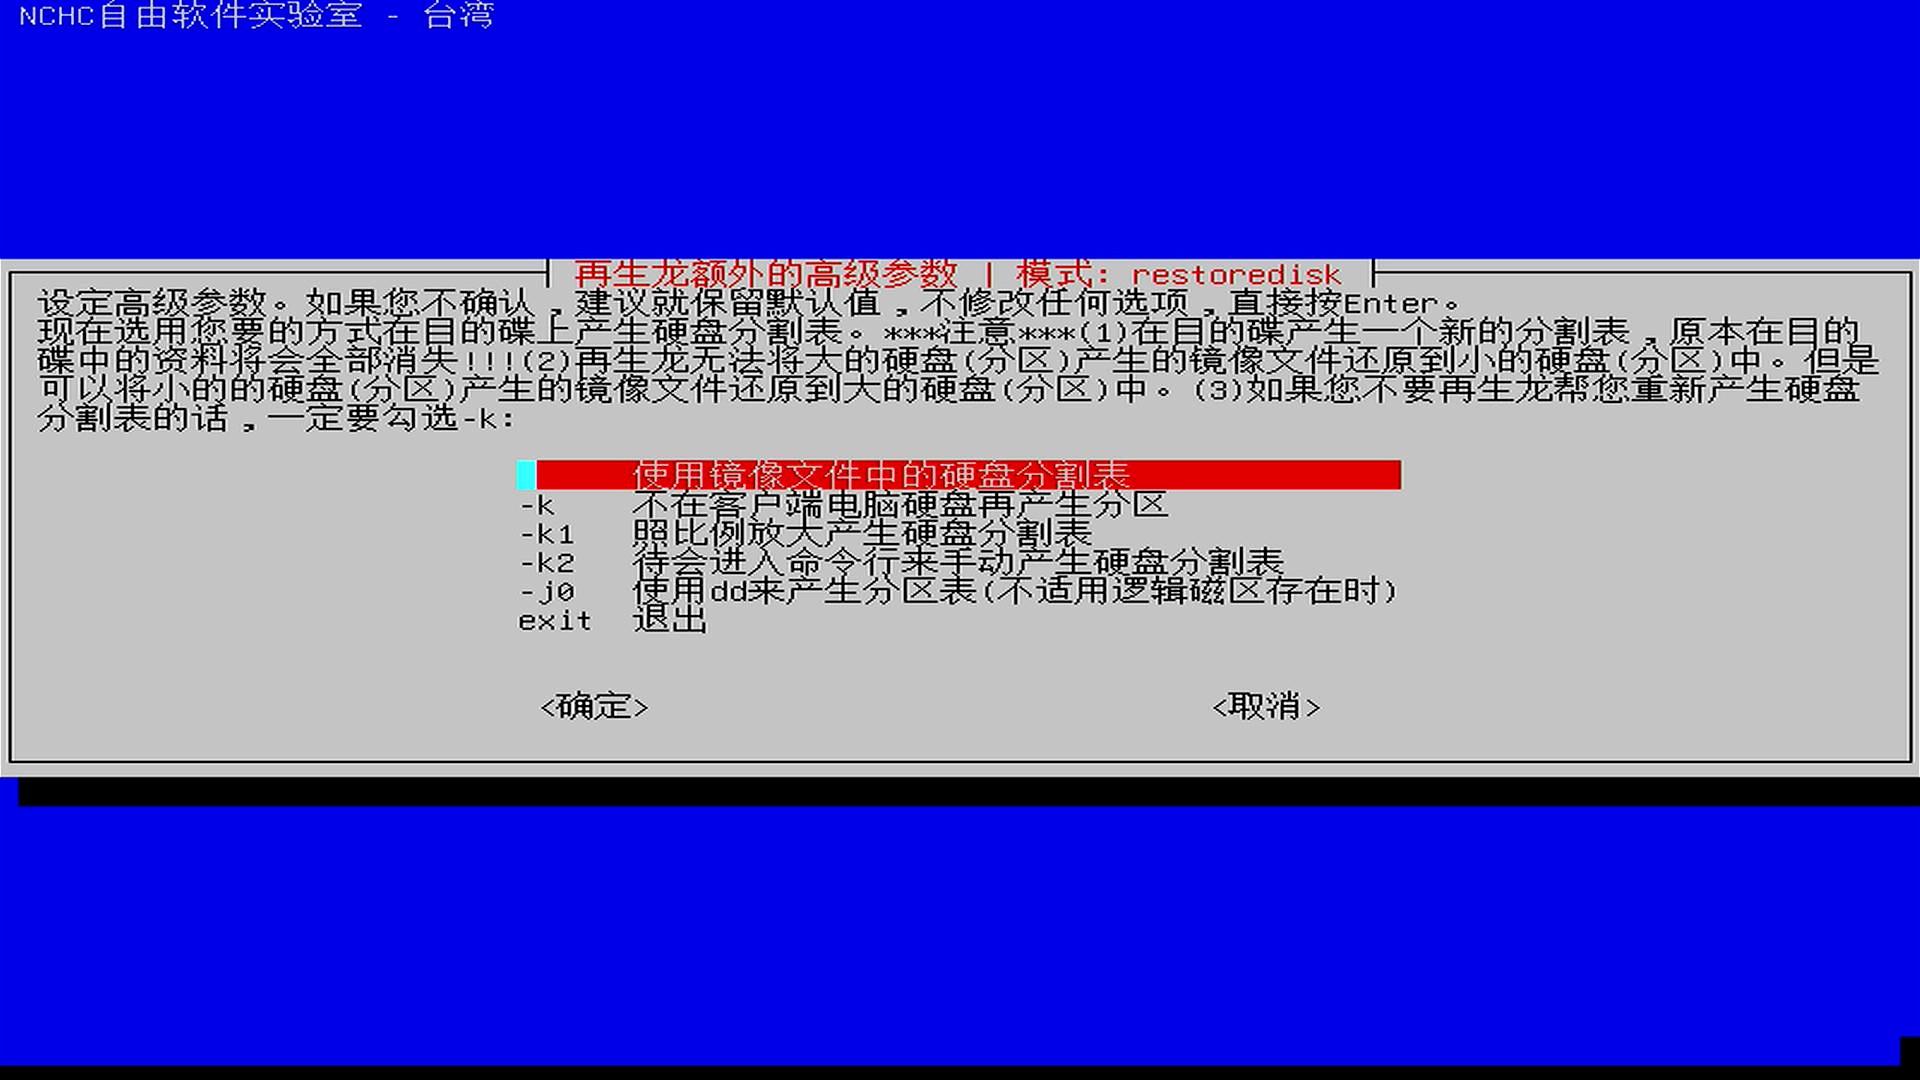 NCHC自由软件实验室 - 台湾
再生龙额外的高级参数 | 模式: restoredisk
设定高级参数。如果您不确认，建议就保留默认值，不修改任何选项，直接按Enter。
现在选用您要的方式在目的碟上产生硬盘分割表。***注意***(1)在目的碟产生一个新的分割表，原本在目的
碟中的资料将会全部消失!!!(2)再生龙无法将大的硬盘(分区)产生的镜像文件还原到小的硬盘(分区)中。但是
可以将小的的硬盘(分区)产生的镜像文件还原到大的硬盘(分区)中。(3)如果您不要再生龙帮您重新产生硬盘
分割表的话，一定要勾选-k:
使用镜像文件中的硬盘分割表
-k 不在客户端电脑硬盘再产生分区
-k1 照比例放大产生硬盘分割表
-k2 待会进入命令行来手动产生硬盘分割表
-j0 使用dd来产生分区表(不适用逻辑磁区存在时)
exit 退出
<确定> <取消>